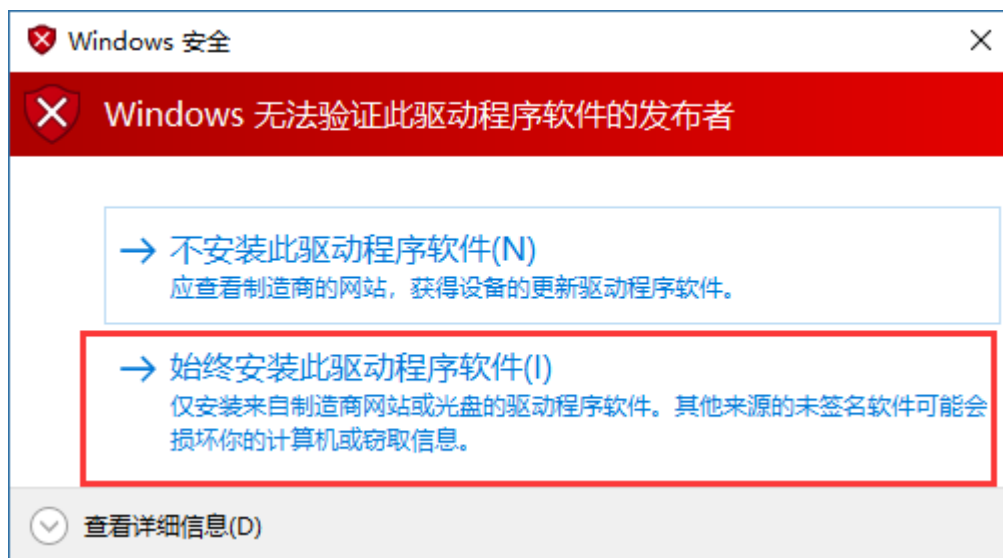 Windows 安全
Windows 无法验证此驱动程序软件的发布者
不安装此驱动程序软件(N)
应查看制造商的网站，获得设备的更新驱动程序软件。
始终安装此驱动程序软件(I)
仅安装来自制造商网站或光盘的驱动程序软件。其他来源的未签名软件可能会
损坏你的计算机或窃取信息。
查看详细信息(D)